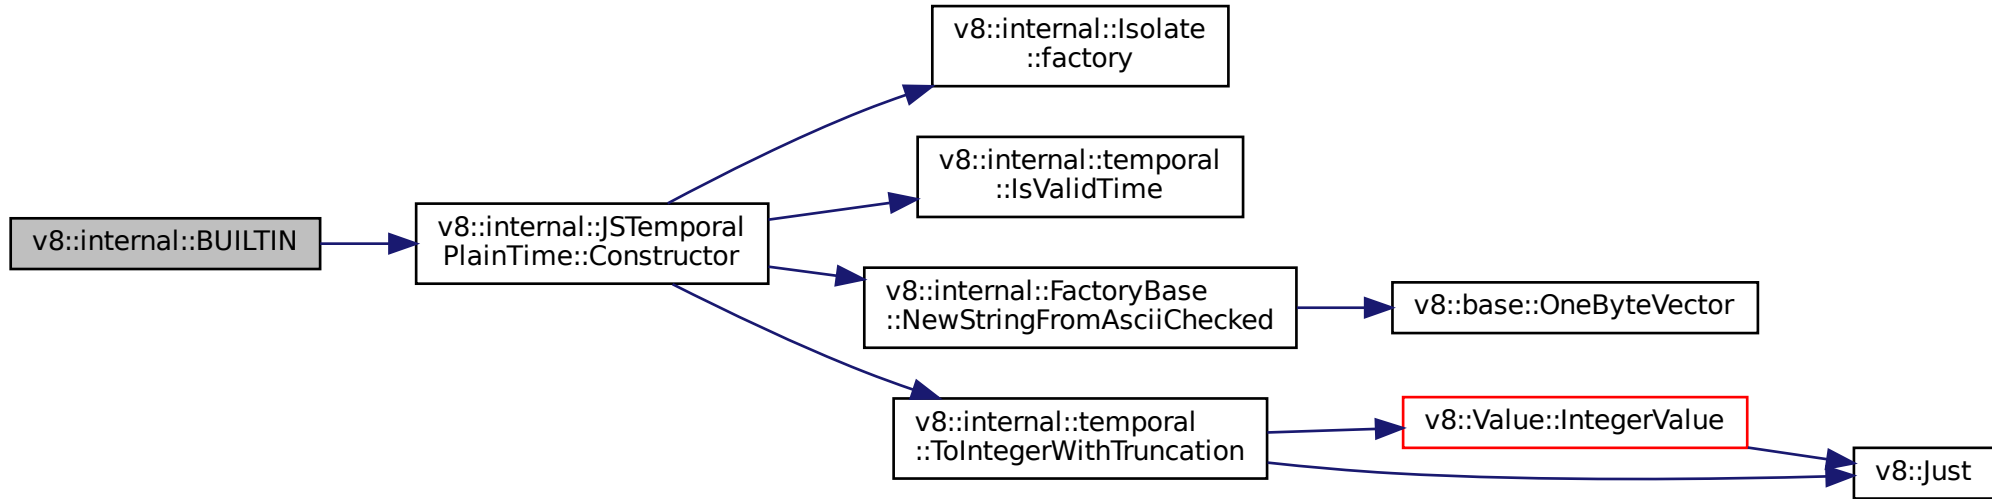 v8::internal::BUILTIN
v8::internal::JSTemporal
PlainTime::Constructor
v8::internal::Isolate
::factory
v8::internal::temporal
::IsValidTime
v8::internal::FactoryBase
::NewStringFromAsciiChecked
v8::base::OneByteVector
v8::internal::temporal
::ToIntegerWithTruncation
v8::Value::IntegerValue
v8::Just